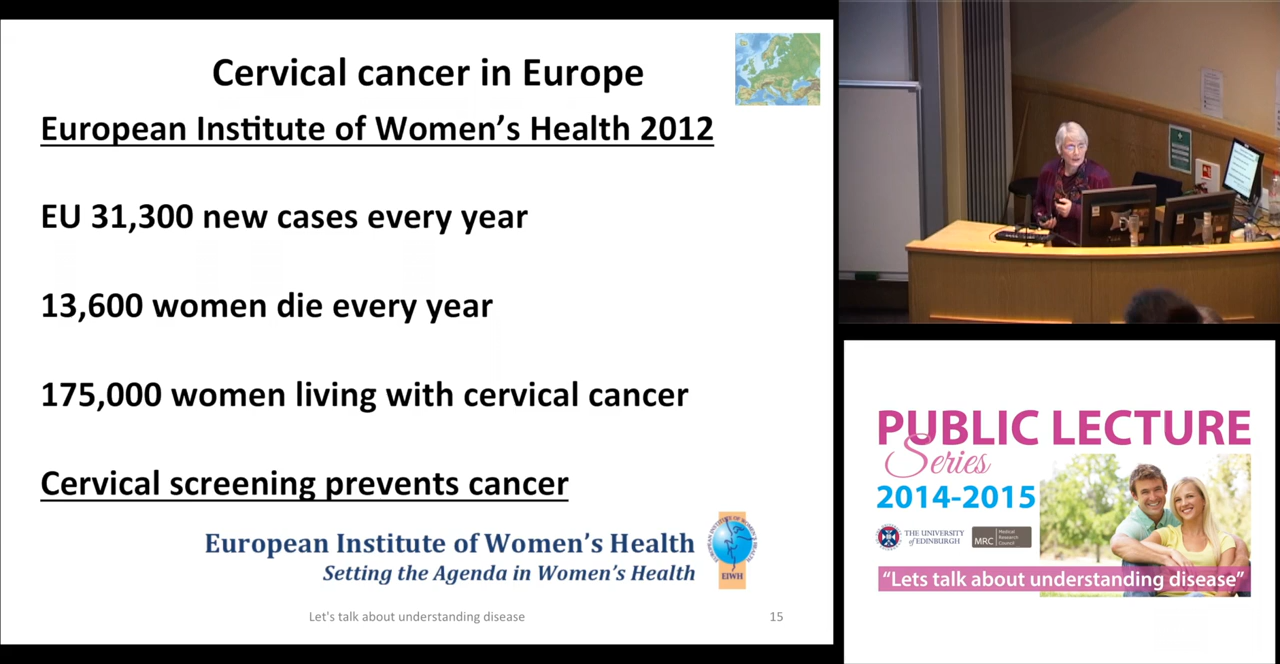 Cervical cancer in Europe
European Institute of Women's Health 2012
EU 31,300 new cases every year
13,600 women die every year
175,000 women living with cervical cancer
Cervical screening prevents cancer
European Institute of Women's Health
Setting the Agenda in Women's Health
EIWH
Let's talk about understanding disease
15
PUBLIC LECTURE
Series
2014-2015
THE UNIVERSITY
of EDINBURGH
MRC
Medical
Research
Council
“Lets talk about understanding disease”